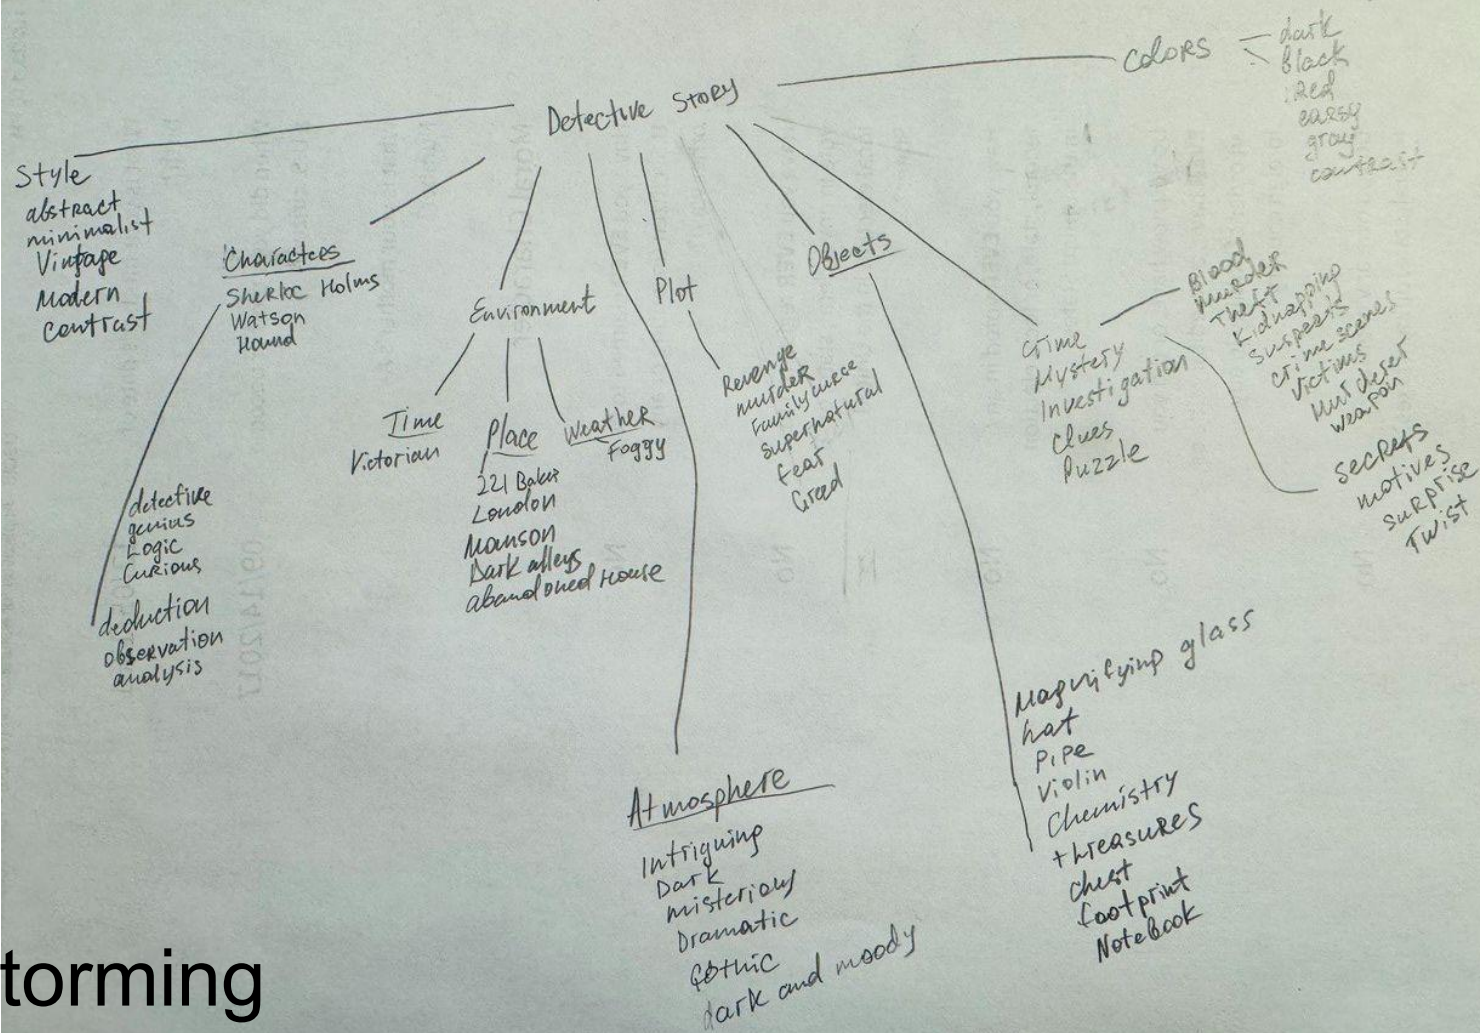 Detective Story
Style
abstract
minimalist
Vintage
Modern
contrast
Characters
Sherloc Holms
Watson
Hound
detective
genius
Logic
Curious
deduction
observation
analysis
Environment
Time
Victorian
Place
221 Baker
London
Manson
Dark alleys
abandoned House
Weather
Foggy
Atmosphere
Intriguing
Dark
misterious
Dramatic
Gothic
dark and moody
Plot
Revenge
murder
Family curse
supernatural
fear
Greed
Objects
Magnifying glass
hat
Pipe
Violin
Chemistry
threasures
chest
footprint
Notebook
Crime
Mystery
Investigation
Clues
Puzzle
Blood
murder
Theft
Kidnapping
Suspects
crime scenes
victims
Murderer
weapon
secrets
motives
surprise
Twist
Colors
dark
Black
Red
gray
contrast
torming